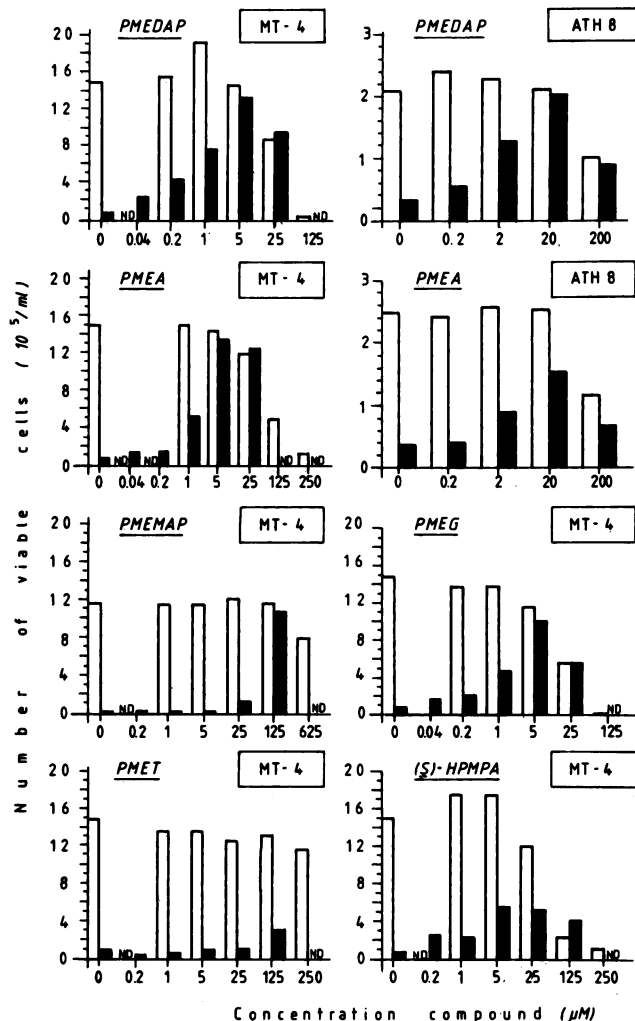 PMEDAP MT-4
20
16
12
8
4
0
ND ND
0 0.04 0.2 1 5 25 125
PMEDAP ATH 8
3
2
1
0
0 0.2 2 20 200
PMEA MT-4
20
16
12
8
4
0
ND ND ND ND
0 0.04 0.2 1 5 25 125 250
PMEA ATH 8
3
2
1
0
0 0.2 2 20 200
PMEMAP MT-4
20
16
12
8
4
0
ND ND
0 0.2 1 5 25 125 625
PMEG MT-4
20
16
12
8
4
0
ND ND
0 0.04 0.2 1 5 25 125
PMET MT-4
20
16
12
8
4
0
ND ND
0 0.2 1 5 25 125 250
(S)-HPMPA MT-4
20
16
12
8
4
0
ND ND
0 0.2 1 5 25 125 250
Number of viable cells (10⁵/ml)
Concentration compound (µM)